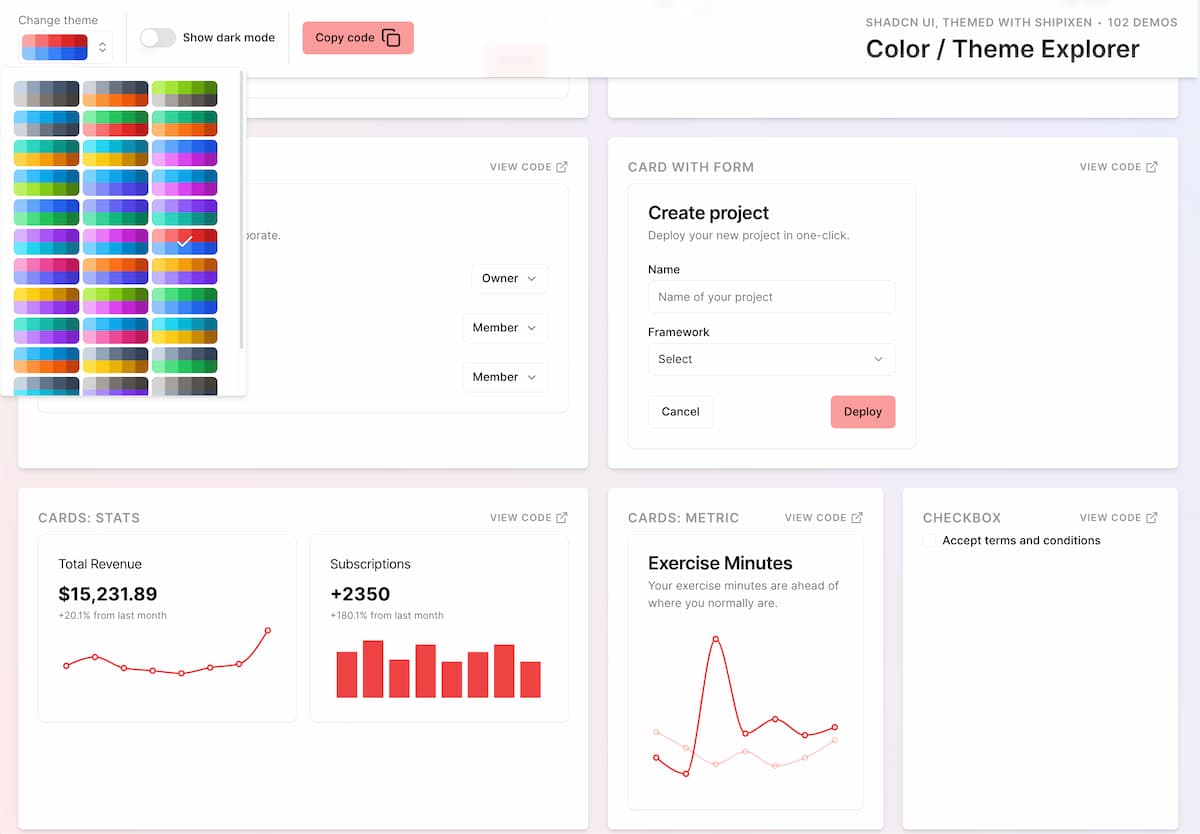 Change theme
Show dark mode
Copy code
SHADCN UI, THEMED WITH SHIPIXEN • 102 DEMOS
Color / Theme Explorer
VIEW CODE
orate.
Owner
Member
Member
CARD WITH FORM
VIEW CODE
Create project
Deploy your new project in one-click.
Name
Name of your project
Framework
Select
Cancel
Deploy
CARDS: STATS
VIEW CODE
Total Revenue
$15,231.89
+20.1% from last month
Subscriptions
+2350
+180.1% from last month
CARDS: METRIC
VIEW CODE
Exercise Minutes
Your exercise minutes are ahead of
where you normally are.
CHECKBOX
VIEW CODE
Accept terms and conditions